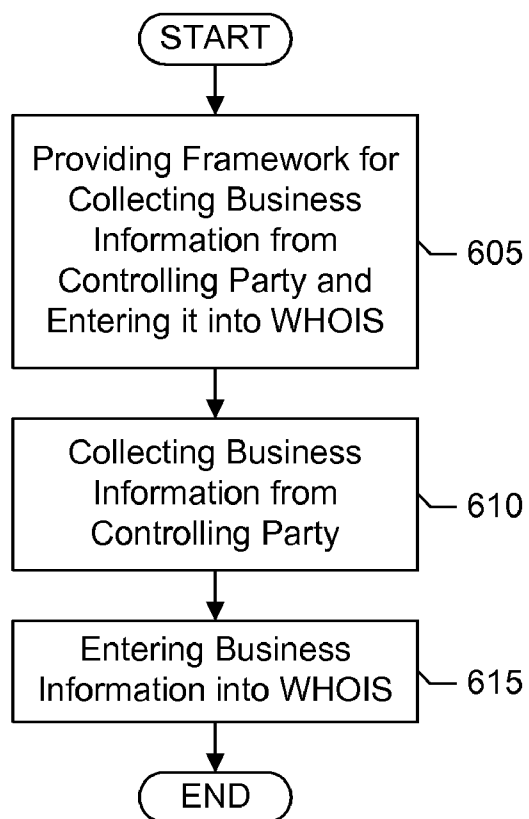 START
Providing Framework for
Collecting Business
Information from
Controlling Party and
Entering it into WHOIS
605
Collecting Business
Information from
Controlling Party
610
Entering Business
Information into WHOIS
615
END